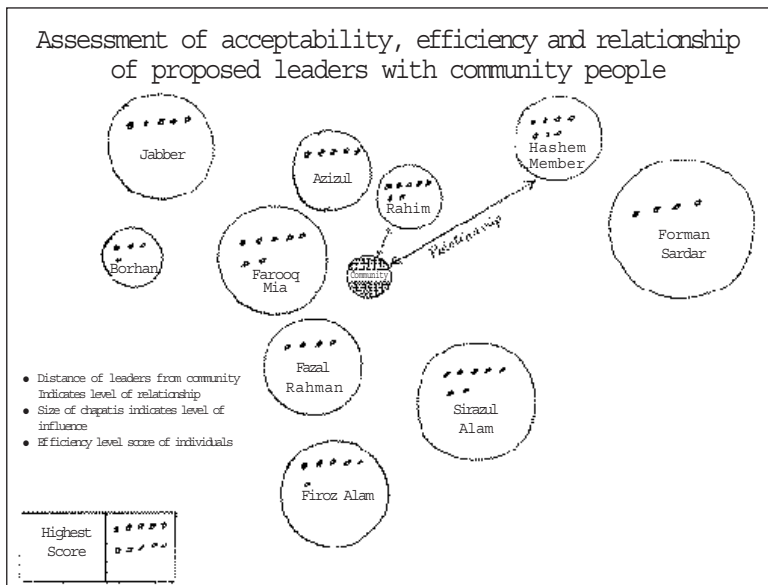 Assessment of acceptability, efficiency and relationship
of proposed leaders with community people
Jabber
Azizul
Rahim
Hashem
Member
Forman
Sardar
Borhan
Farooq
Mia
Community
Relationship
Fazal
Rahman
Sirazul
Alam
Firoz Alam
● Distance of leaders from community
Indicates level of relationship
● Size of chapatis indicates level of
influence
● Efficiency level score of individuals
Highest
Score